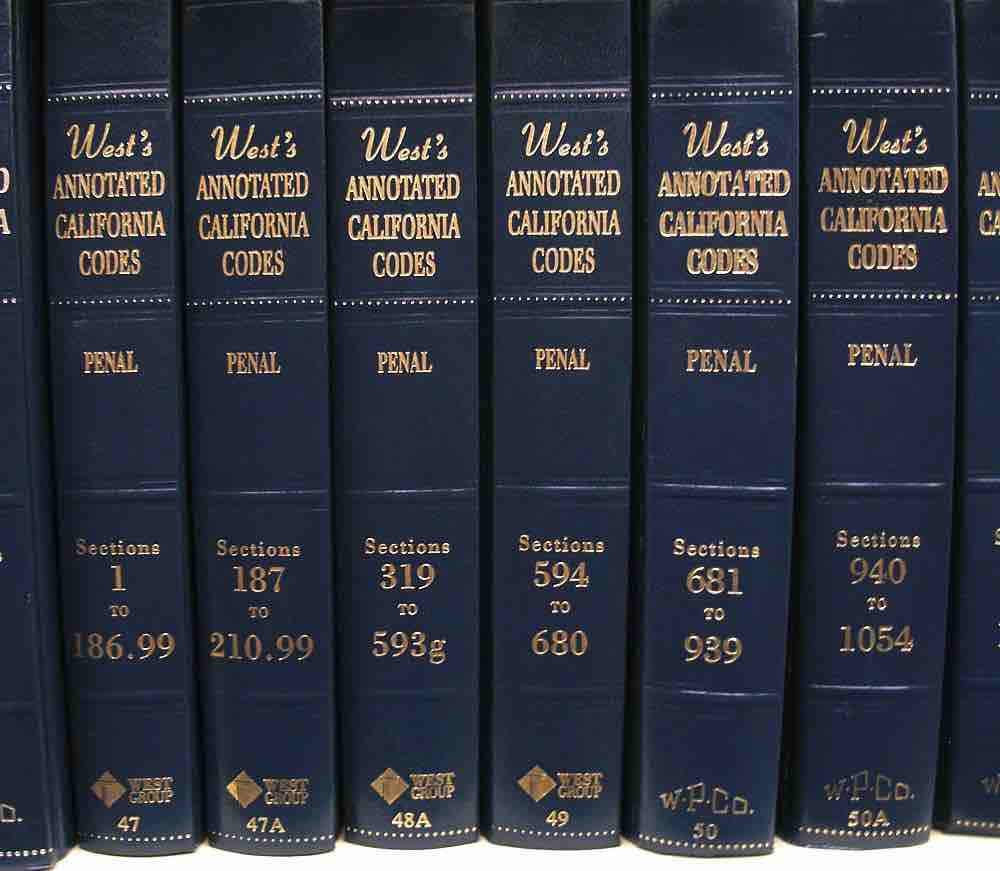 West's
ANNOTATED
CALIFORNIA
CODES
PENAL
Sections
1
TO
186.99
WEST
GROUP
47
West's
ANNOTATED
CALIFORNIA
CODES
PENAL
Sections
187
TO
210.99
WEST
GROUP
47A
West's
ANNOTATED
CALIFORNIA
CODES
PENAL
Sections
319
TO
593g
WEST
GROUP
48A
West's
ANNOTATED
CALIFORNIA
CODES
PENAL
Sections
594
TO
680
WEST
GROUP
49
West's
ANNOTATED
CALIFORNIA
CODES
PENAL
Sections
681
TO
939
W·P·Co.
50
West's
ANNOTATED
CALIFORNIA
CODES
PENAL
Sections
940
TO
1054
W·P·Co.
50A